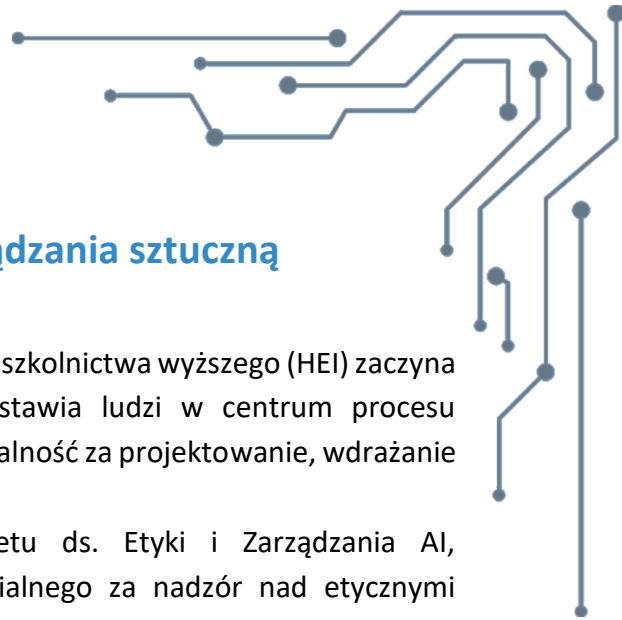 ądzania sztuczną
szkolnictwa wyższego (HEI) zaczyna
stawia ludzi w centrum procesu
alność za projektowanie, wdrażanie
etu ds. Etyki i Zarządzania AI,
ialnego za nadzór nad etycznymi